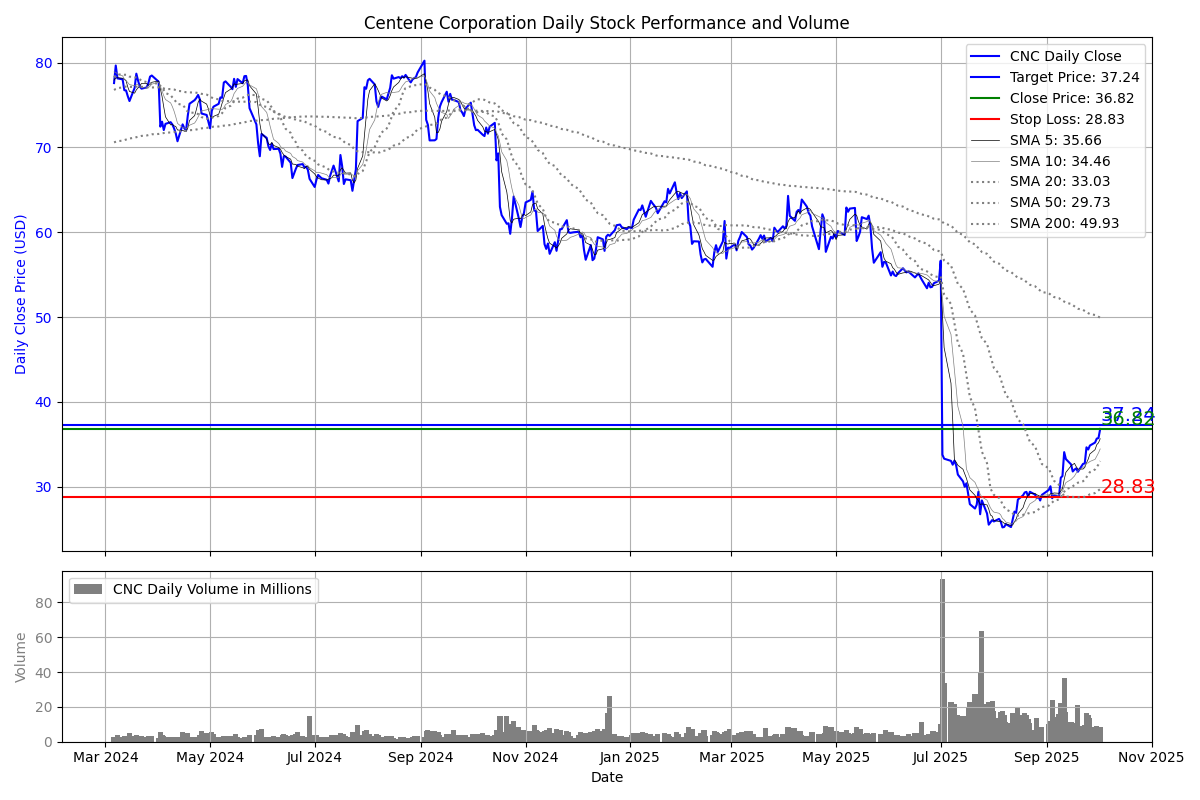 Centene Corporation Daily Stock Performance and Volume
Daily Close Price (USD)
80
70
60
50
40
30
CNC Daily Close
Target Price: 37.24
Close Price: 36.82
Stop Loss: 28.83
SMA 5: 35.66
SMA 10: 34.46
SMA 20: 33.03
SMA 50: 29.73
SMA 200: 49.93
37.24
36.82
28.83
Volume
80
60
40
20
0
CNC Daily Volume in Millions
Mar 2024 May 2024 Jul 2024 Sep 2024 Nov 2024 Jan 2025 Mar 2025 May 2025 Jul 2025 Sep 2025 Nov 2025
Date